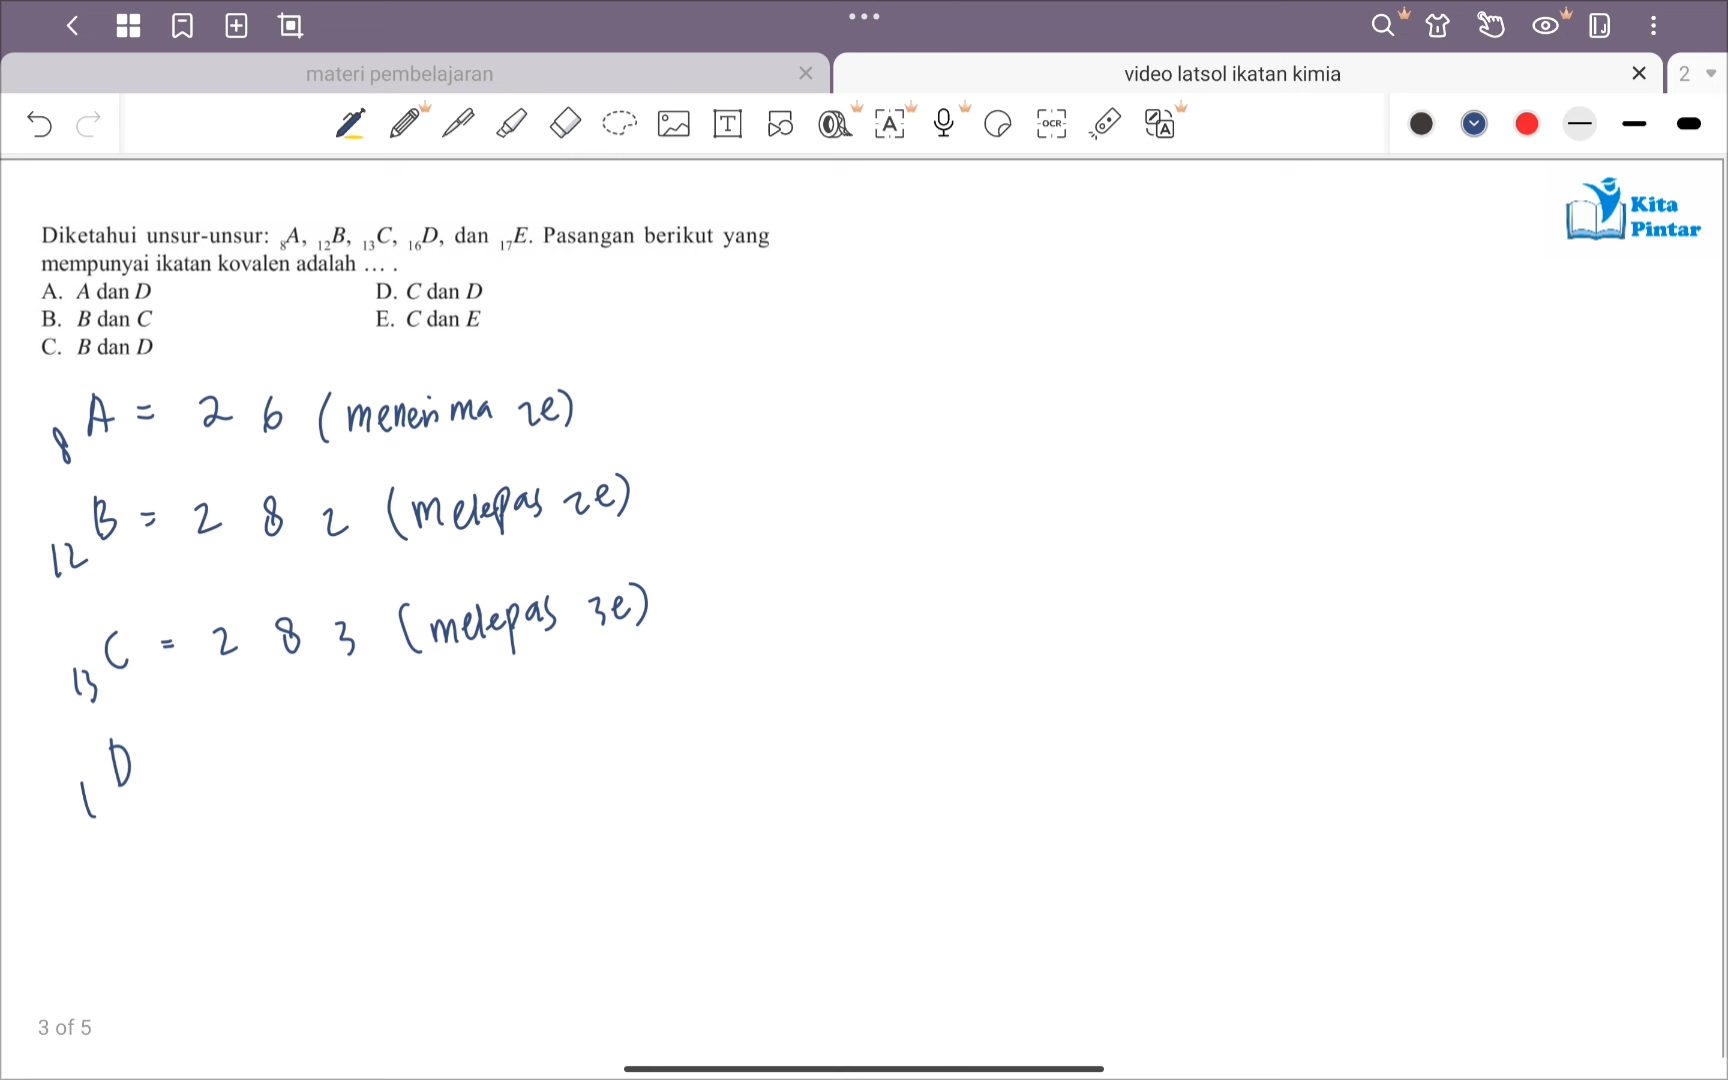 materi pembelajaran
video latsol ikatan kimia
2
T
A
OCR
A
Kita
Pintar
Diketahui unsur-unsur: ₈A, ₁₂B, ₁₃C, ₁₆D, dan ₁₇E. Pasangan berikut yang
mempunyai ikatan kovalen adalah … .
A. A dan D
D. C dan D
B. B dan C
E. C dan E
C. B dan D
₈A = 2 6 (menerima 2e)
₁₂B = 2 8 2 (melepas 2e)
₁₃C = 2 8 3 (melepas 3e)
₁D
3 of 5